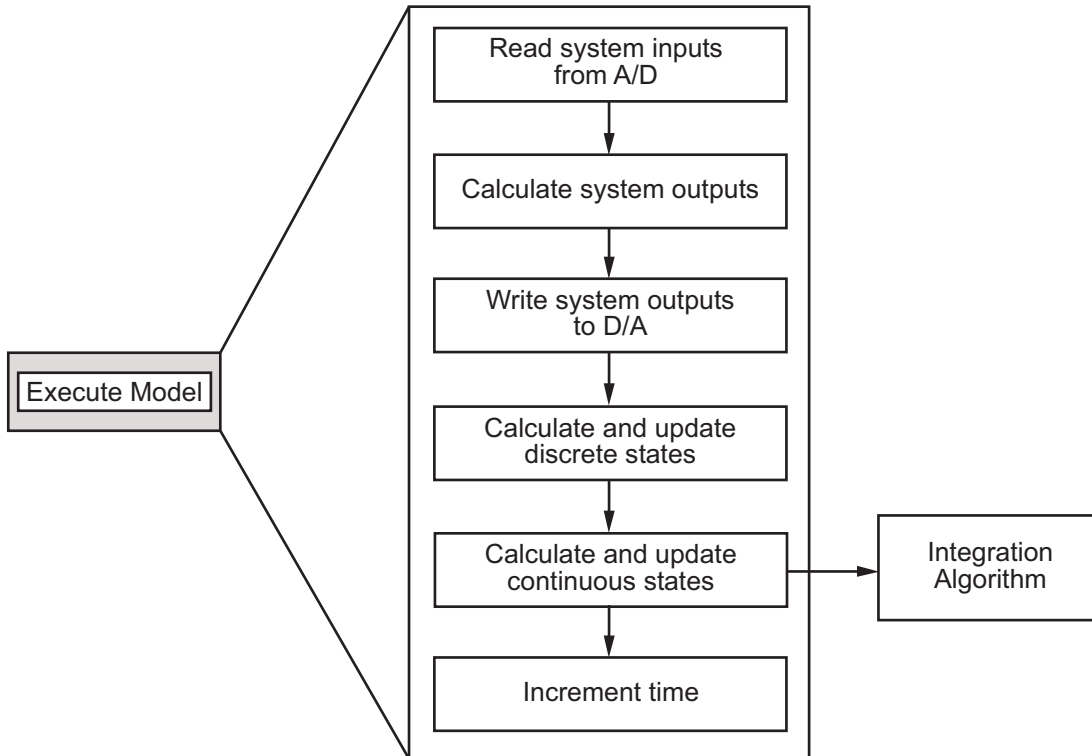 Read system inputs
from A/D
Calculate system outputs
Write system outputs
to D/A
Execute Model
Calculate and update
discrete states
Calculate and update
continuous states
Integration
Algorithm
Increment time